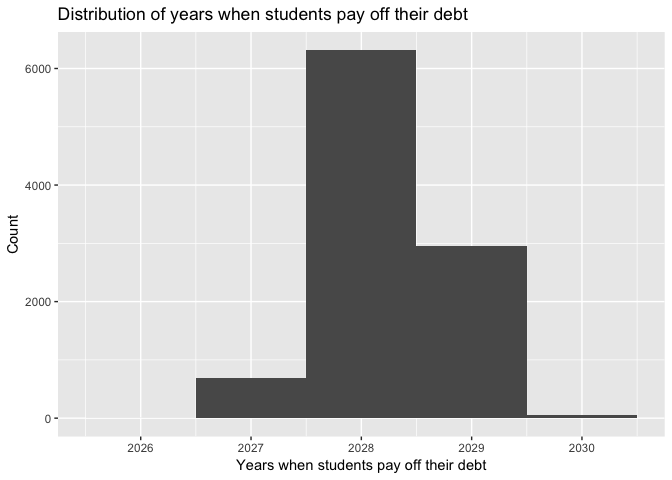 Distribution of years when students pay off their debt
6000
4000
2000
0
Count
2026 2027 2028 2029 2030
Years when students pay off their debt